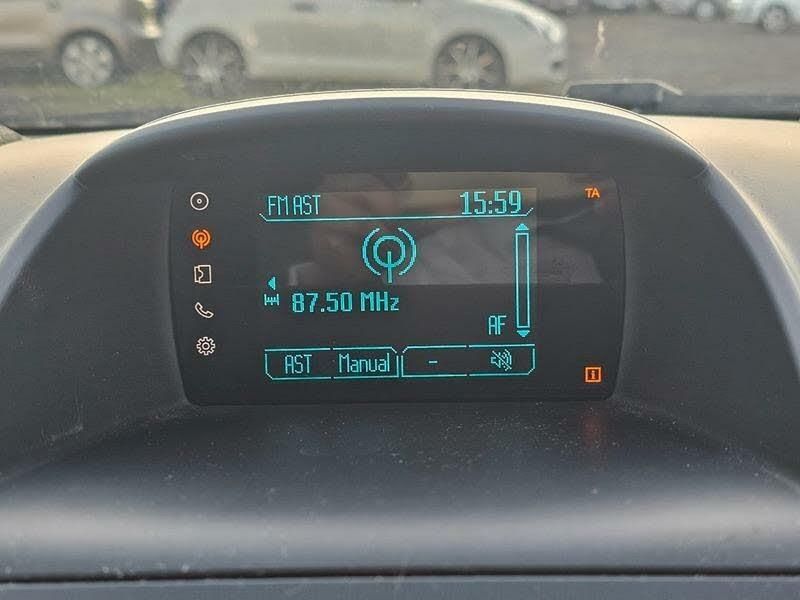 FM AST 15:59 TA
87.50 MHz
AF
AST Manual -
i